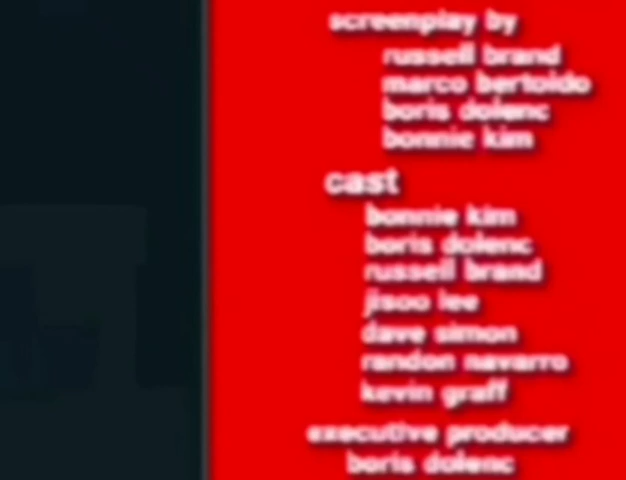 screenplay by
russell brand
marco bertoldo
boris dolenc
bonnie kim
cast
bonnie kim
boris dolenc
russell brand
jisoo lee
dave simon
randon navarro
kevin graff
executive producer
boris dolenc